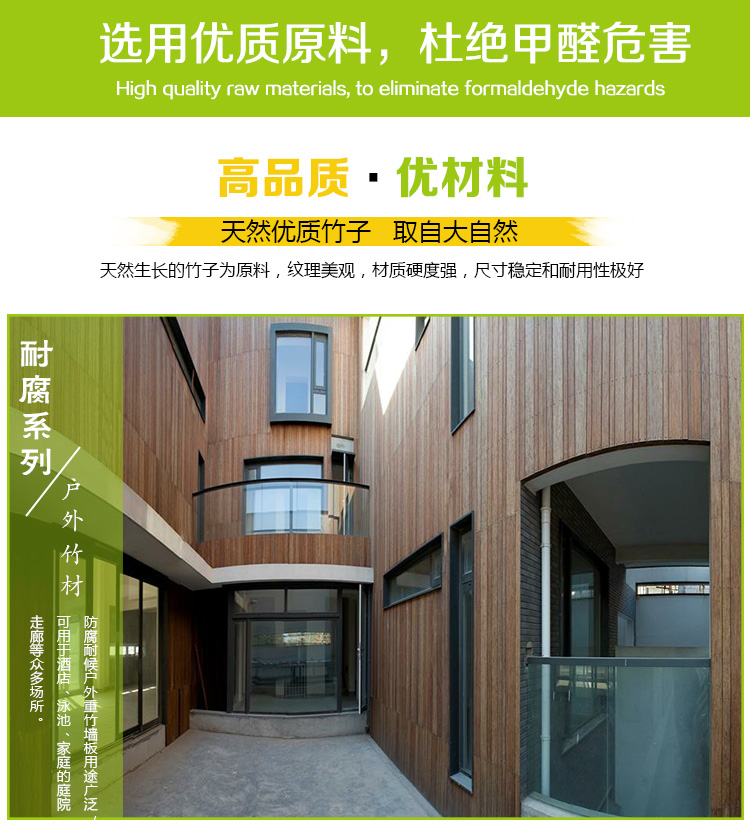 选用优质原料，杜绝甲醛危害
High quality raw materials, to eliminate formaldehyde hazards
高品质·优材料
天然优质竹子 取自大自然
天然生长的竹子为原料，纹理美观，材质硬度强，尺寸稳定和耐用性极好
耐腐系列
户外竹材
防腐耐候户外重竹墙板用途广泛，
可用于酒店、泳池、家庭的庭院
走廊等众多场所。